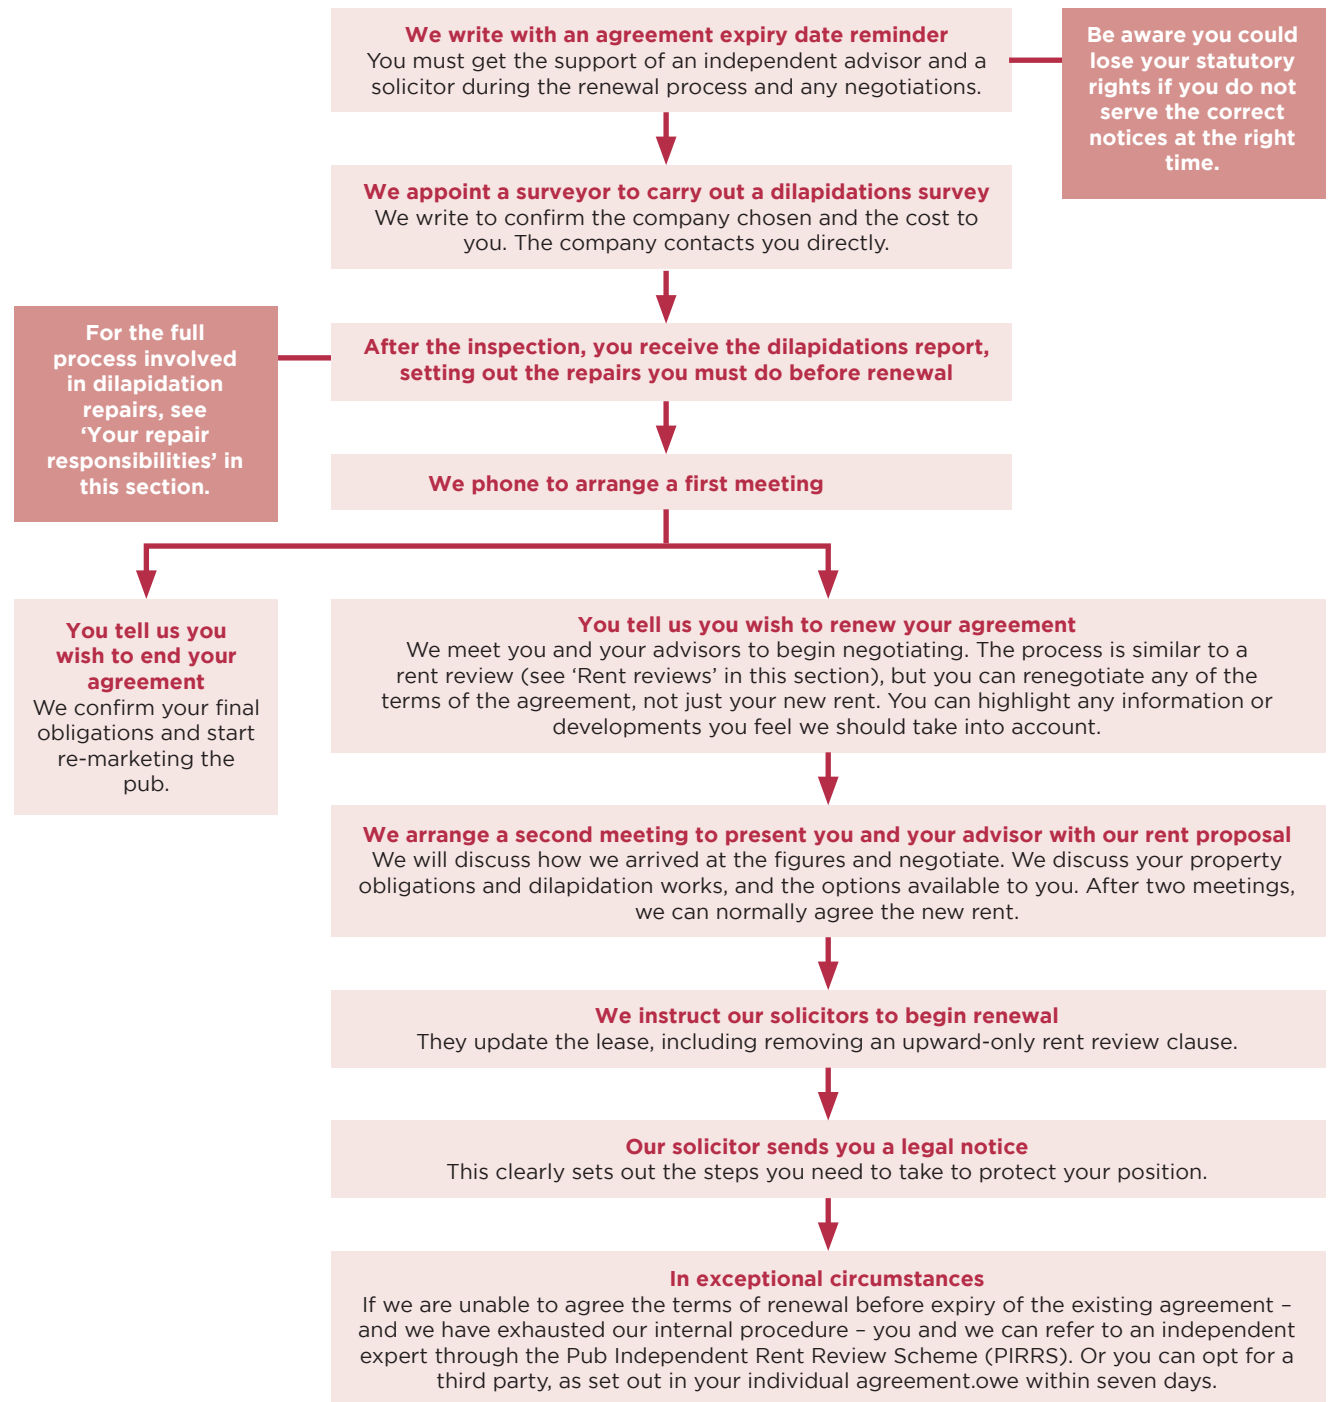 We write with an agreement expiry date reminder
You must get the support of an independent advisor and a
solicitor during the renewal process and any negotiations.
Be aware you could
lose your statutory
rights if you do not
serve the correct
notices at the right
time.
We appoint a surveyor to carry out a dilapidations survey
We write to confirm the company chosen and the cost to
you. The company contacts you directly.
For the full
process involved
in dilapidation
repairs, see
‘Your repair
responsibilities’ in
this section.
After the inspection, you receive the dilapidations report,
setting out the repairs you must do before renewal
We phone to arrange a first meeting
You tell us you
wish to end your
agreement
We confirm your final
obligations and start
re-marketing the
pub.
You tell us you wish to renew your agreement
We meet you and your advisors to begin negotiating. The process is similar to a
rent review (see ‘Rent reviews’ in this section), but you can renegotiate any of the
terms of the agreement, not just your new rent. You can highlight any information or
developments you feel we should take into account.
We arrange a second meeting to present you and your advisor with our rent proposal
We will discuss how we arrived at the figures and negotiate. We discuss your property
obligations and dilapidation works, and the options available to you. After two meetings,
we can normally agree the new rent.
We instruct our solicitors to begin renewal
They update the lease, including removing an upward-only rent review clause.
Our solicitor sends you a legal notice
This clearly sets out the steps you need to take to protect your position.
In exceptional circumstances
If we are unable to agree the terms of renewal before expiry of the existing agreement –
and we have exhausted our internal procedure – you and we can refer to an independent
expert through the Pub Independent Rent Review Scheme (PIRRS). Or you can opt for a
third party, as set out in your individual agreement.owe within seven days.